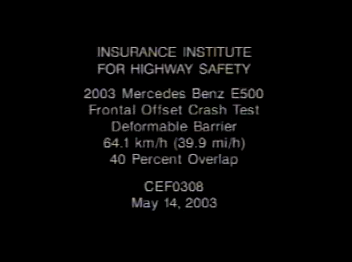 INSURANCE INSTITUTE
FOR HIGHWAY SAFETY
2003 Mercedes Benz E500
Frontal Offset Crash Test
Deformable Barrier
64.1 km/h (39.9 mi/h)
40 Percent Overlap
CEF0308
May 14, 2003